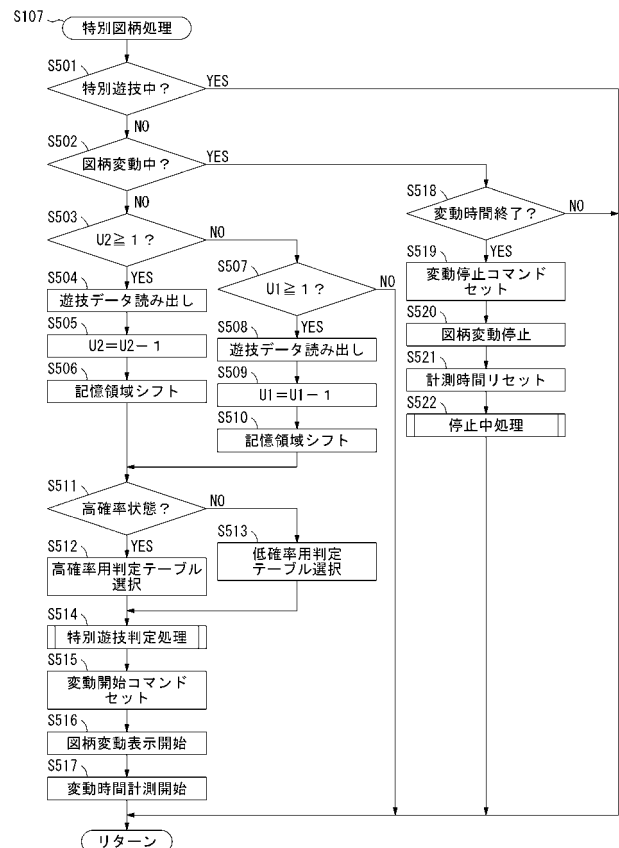 S107
特別図柄処理
S501
特別遊技中？
YES
NO
S502
図柄変動中？
YES
NO
S503
U2≧１？
NO
YES
S504
遊技データ読み出し
S505
U2＝U2－１
S506
記憶領域シフト
S507
U1≧１？
NO
YES
S508
遊技データ読み出し
S509
U1＝U1－１
S510
記憶領域シフト
S518
変動時間終了？
NO
YES
S519
変動停止コマンド
セット
S520
図柄変動停止
S521
計測時間リセット
S522
停止中処理
S511
高確率状態？
NO
YES
S512
高確率用判定テーブル
選択
S513
低確率用判定
テーブル選択
S514
特別遊技判定処理
S515
変動開始コマンド
セット
S516
図柄変動表示開始
S517
変動時間計測開始
リターン